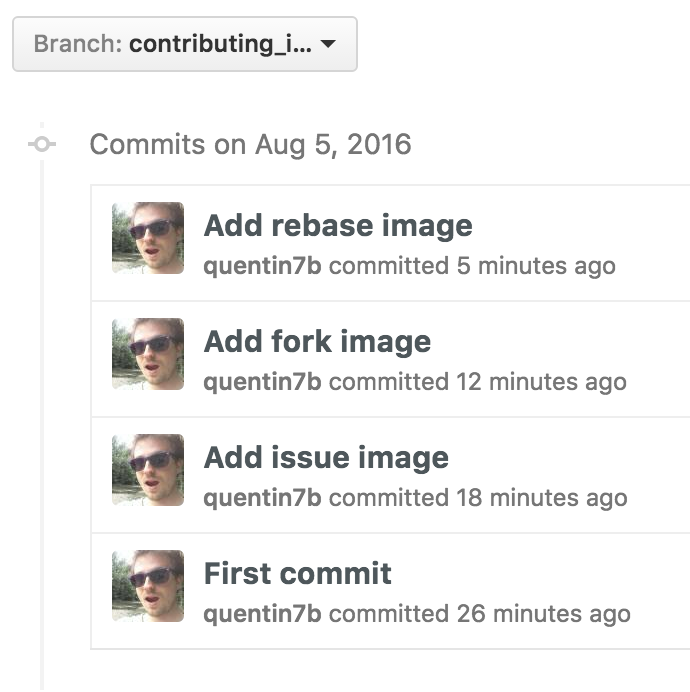 Branch: contributing_i...
Commits on Aug 5, 2016
Add rebase image
quentin7b committed 5 minutes ago
Add fork image
quentin7b committed 12 minutes ago
Add issue image
quentin7b committed 18 minutes ago
First commit
quentin7b committed 26 minutes ago